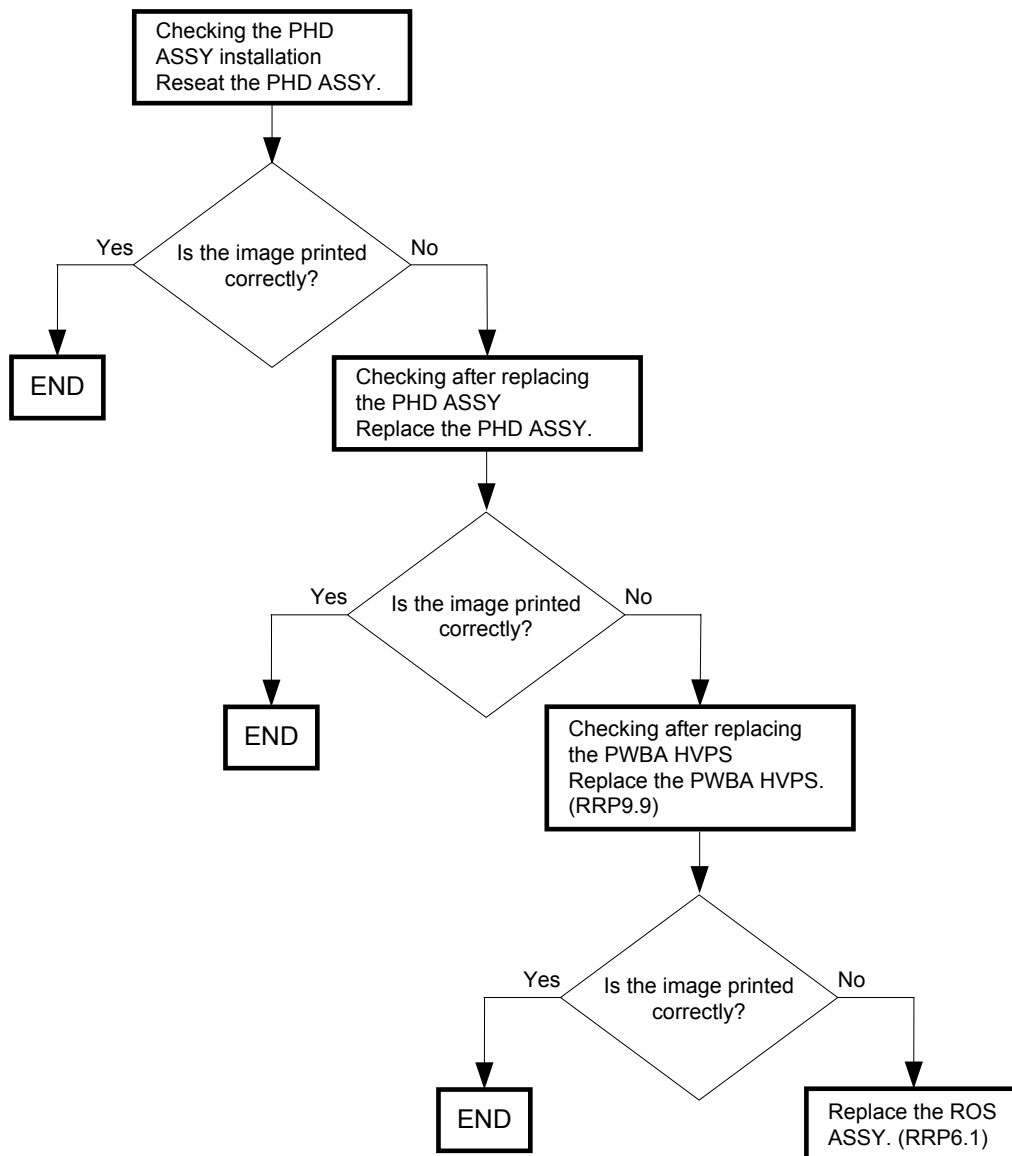 Checking the PHD
ASSY installation
Reseat the PHD ASSY.
Yes
Is the image printed
correctly?
No
END
Checking after replacing
the PHD ASSY
Replace the PHD ASSY.
Yes
Is the image printed
correctly?
No
END
Checking after replacing
the PWBA HVPS
Replace the PWBA HVPS.
(RRP9.9)
Yes
Is the image printed
correctly?
No
END
Replace the ROS
ASSY. (RRP6.1)